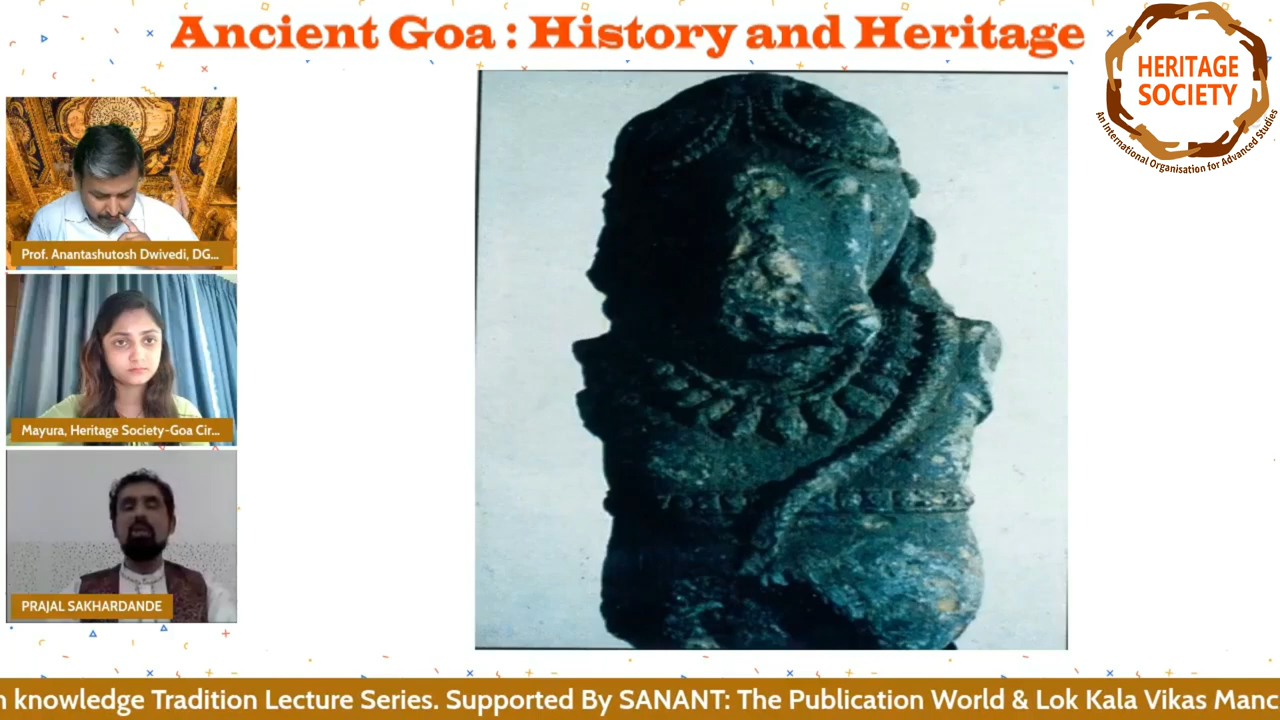 Ancient Goa : History and Heritage
HERITAGE
SOCIETY
An International Organisation for Advanced Studies
Prof. Anantashutosh Dwivedi, DG...
Mayura, Heritage Society-Goa Cir...
PRAJAL SAKHARDANDE
n knowledge Tradition Lecture Series. Supported By SANANT: The Publication World & Lok Kala Vikas Manc